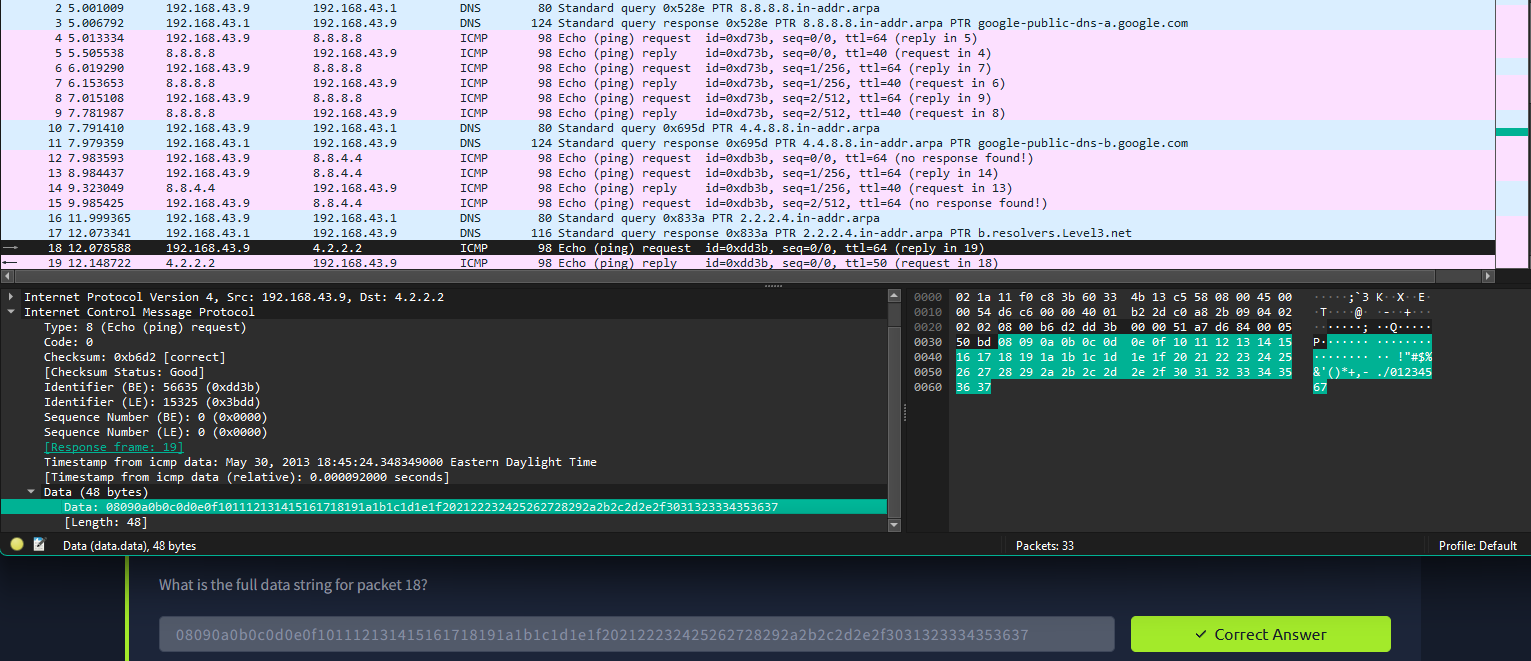 2 5.001009 192.168.43.9 192.168.43.1 DNS 80 Standard query 0x528e PTR 8.8.8.8.in-addr.arpa
3 5.006792 192.168.43.1 192.168.43.9 DNS 124 Standard query response 0x528e PTR 8.8.8.8.in-addr.arpa PTR google-public-dns-a.google.com
4 5.013334 192.168.43.9 8.8.8.8 ICMP 98 Echo (ping) request id=0xd73b, seq=0/0, ttl=64 (reply in 5)
5 5.505538 8.8.8.8 192.168.43.9 ICMP 98 Echo (ping) reply id=0xd73b, seq=0/0, ttl=40 (request in 4)
6 6.019290 192.168.43.9 8.8.8.8 ICMP 98 Echo (ping) request id=0xd73b, seq=1/256, ttl=64 (reply in 7)
7 6.153653 8.8.8.8 192.168.43.9 ICMP 98 Echo (ping) reply id=0xd73b, seq=1/256, ttl=40 (request in 6)
8 7.015108 192.168.43.9 8.8.8.8 ICMP 98 Echo (ping) request id=0xd73b, seq=2/512, ttl=64 (reply in 9)
9 7.781987 8.8.8.8 192.168.43.9 ICMP 98 Echo (ping) reply id=0xd73b, seq=2/512, ttl=40 (request in 8)
10 7.791410 192.168.43.9 192.168.43.1 DNS 80 Standard query 0x695d PTR 4.4.8.8.in-addr.arpa
11 7.979359 192.168.43.1 192.168.43.9 DNS 124 Standard query response 0x695d PTR 4.4.8.8.in-addr.arpa PTR google-public-dns-b.google.com
12 7.983593 192.168.43.9 8.8.4.4 ICMP 98 Echo (ping) request id=0xdb3b, seq=0/0, ttl=64 (no response found!)
13 8.984437 192.168.43.9 8.8.4.4 ICMP 98 Echo (ping) request id=0xdb3b, seq=1/256, ttl=64 (reply in 14)
14 9.323049 8.8.4.4 192.168.43.9 ICMP 98 Echo (ping) reply id=0xdb3b, seq=1/256, ttl=40 (request in 13)
15 9.985425 192.168.43.9 8.8.4.4 ICMP 98 Echo (ping) request id=0xdb3b, seq=2/512, ttl=64 (no response found!)
16 11.999365 192.168.43.9 192.168.43.1 DNS 80 Standard query 0x833a PTR 2.2.2.4.in-addr.arpa
17 12.073341 192.168.43.1 192.168.43.9 DNS 116 Standard query response 0x833a PTR 2.2.2.4.in-addr.arpa PTR b.resolvers.Level3.net
18 12.078588 192.168.43.9 4.2.2.2 ICMP 98 Echo (ping) request id=0xdd3b, seq=0/0, ttl=64 (reply in 19)
19 12.148722 4.2.2.2 192.168.43.9 ICMP 98 Echo (ping) reply id=0xdd3b, seq=0/0, ttl=50 (request in 18)
Internet Protocol Version 4, Src: 192.168.43.9, Dst: 4.2.2.2
Internet Control Message Protocol
Type: 8 (Echo (ping) request)
Code: 0
Checksum: 0xb6d2 [correct]
[Checksum Status: Good]
Identifier (BE): 56635 (0xdd3b)
Identifier (LE): 15325 (0x3bdd)
Sequence Number (BE): 0 (0x0000)
Sequence Number (LE): 0 (0x0000)
[Response frame: 19]
Timestamp from icmp data: May 30, 2013 18:45:24.348349000 Eastern Daylight Time
[Timestamp from icmp data (relative): 0.000092000 seconds]
Data (48 bytes)
Data: 08090a0b0c0d0e0f101112131415161718191a1b1c1d1e1f202122232425262728292a2b2c2d2e2f3031323334353637
[Length: 48]
0000 02 1a 11 f0 c8 3b 60 33 4b 13 c5 58 08 00 45 00 ·····;`3 K··X··E·
0010 00 54 d6 c6 00 00 40 01 b2 2d c0 a8 2b 09 04 02 ·T····@· ·-··+···
0020 02 02 08 00 b6 d2 dd 3b 00 00 51 a7 d6 84 00 05 ·······; ··Q·····
0030 50 bd 08 09 0a 0b 0c 0d 0e 0f 10 11 12 13 14 15 P······· ········
0040 16 17 18 19 1a 1b 1c 1d 1e 1f 20 21 22 23 24 25 ········ ·· !"#$%
0050 26 27 28 29 2a 2b 2c 2d 2e 2f 30 31 32 33 34 35 &'()*+,- ./012345
0060 36 37 67
Data (data.data), 48 bytes Packets: 33 Profile: Default
What is the full data string for packet 18?
08090a0b0c0d0e0f101112131415161718191a1b1c1d1e1f202122232425262728292a2b2c2d2e2f3031323334353637
Correct Answer